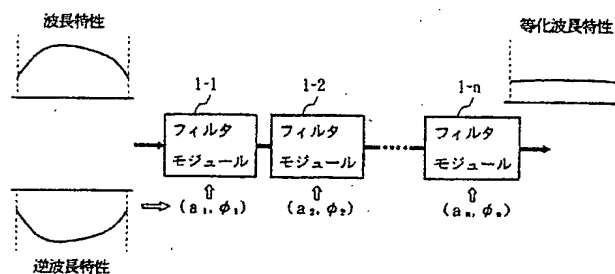 波長特性
等化波長特性
1-1
1-2
1-n
フィルタ
モジュール
フィルタ
モジュール
フィルタ
モジュール
(a₁, φ₁)
(a₂, φ₂)
(aₙ, φₙ)
逆波長特性